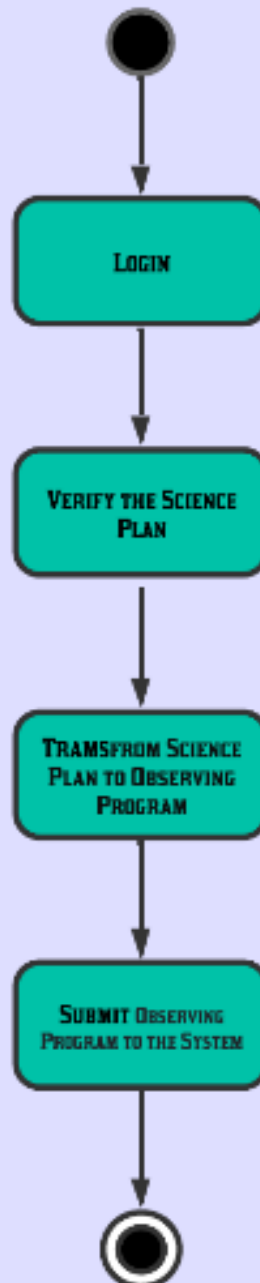 LOGIN
VERIFY THE SCIENCE
PLAN
TRAMSFROM SCIENCE
PLAN TO OBSERVING
PROGRAM
SUBMIT OBSERVING
PROGRAM TO THE SYSTEM